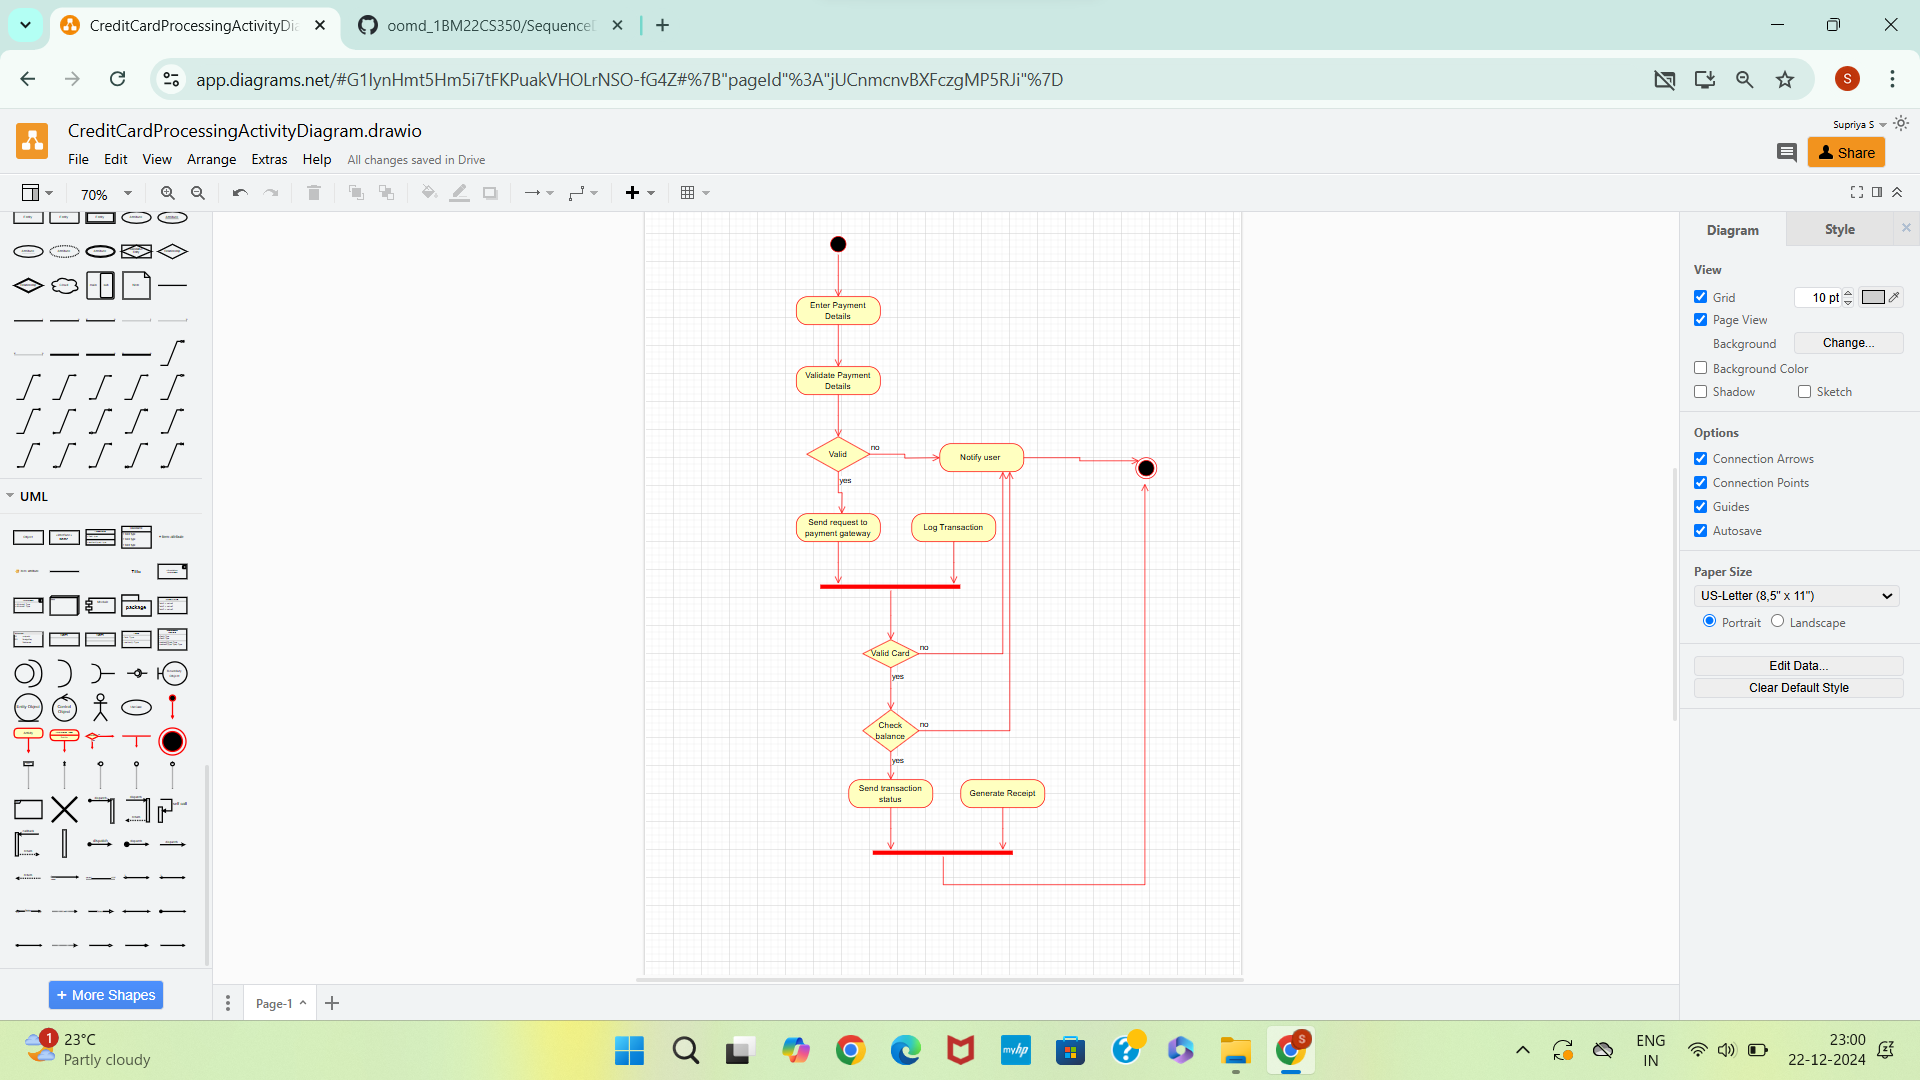 CreditCardProcessingActivityDia
oomd_1BM22CS350/SequenceD
app.diagrams.net/#G1lynHmt5Hm5i7tFKPuakVHOLrNSO-fG4Z#%7B"pageId"%3A"jUCnmcnvBXFczgMP5RJi"%7D
S
CreditCardProcessingActivityDiagram.drawio
Supriya S
File Edit View Arrange Extras Help All changes saved in Drive
Share
70%
Diagram Style
View
Grid 10 pt
Page View
Background Change...
Background Color
Shadow Sketch
Options
Connection Arrows
Connection Points
Guides
Autosave
Paper Size
US-Letter (8,5" x 11")
Portrait Landscape
Edit Data...
Clear Default Style
UML
package
Enter Payment
Details
Validate Payment
Details
Valid
no
Notify user
yes
Send request to
payment gateway
Log Transaction
Valid Card
no
yes
Check
balance
no
yes
Send transaction
status
Generate Receipt
+ More Shapes
Page-1
1
23°C
Partly cloudy
myhp
S
ENG
IN
23:00
22-12-2024